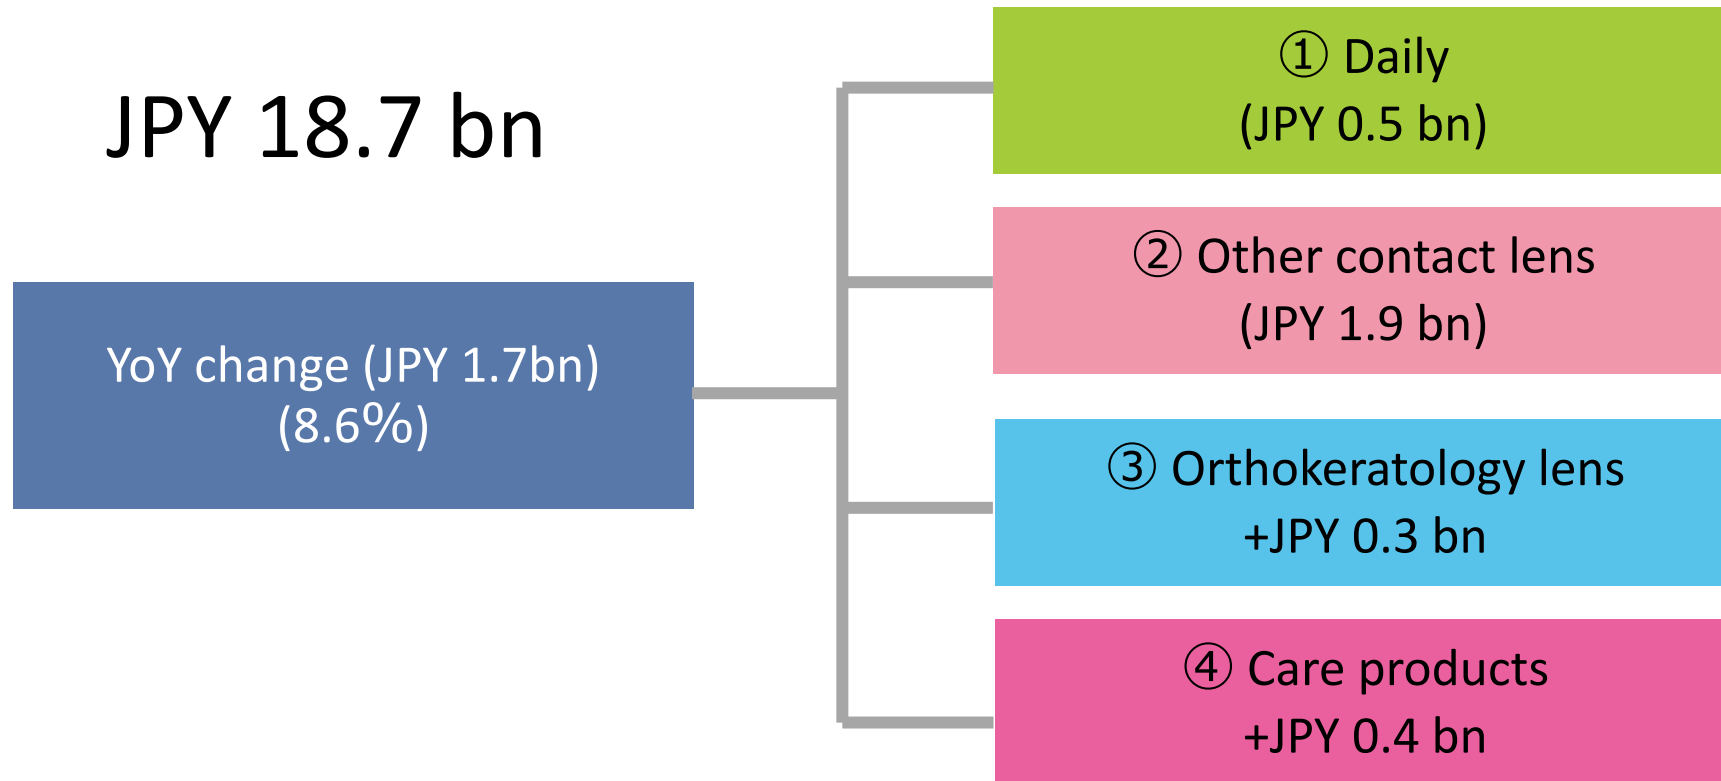 JPY 18.7 bn
YoY change (JPY 1.7bn)
(8.6%)
① Daily
(JPY 0.5 bn)
② Other contact lens
(JPY 1.9 bn)
③ Orthokeratology lens
+JPY 0.3 bn
④ Care products
+JPY 0.4 bn